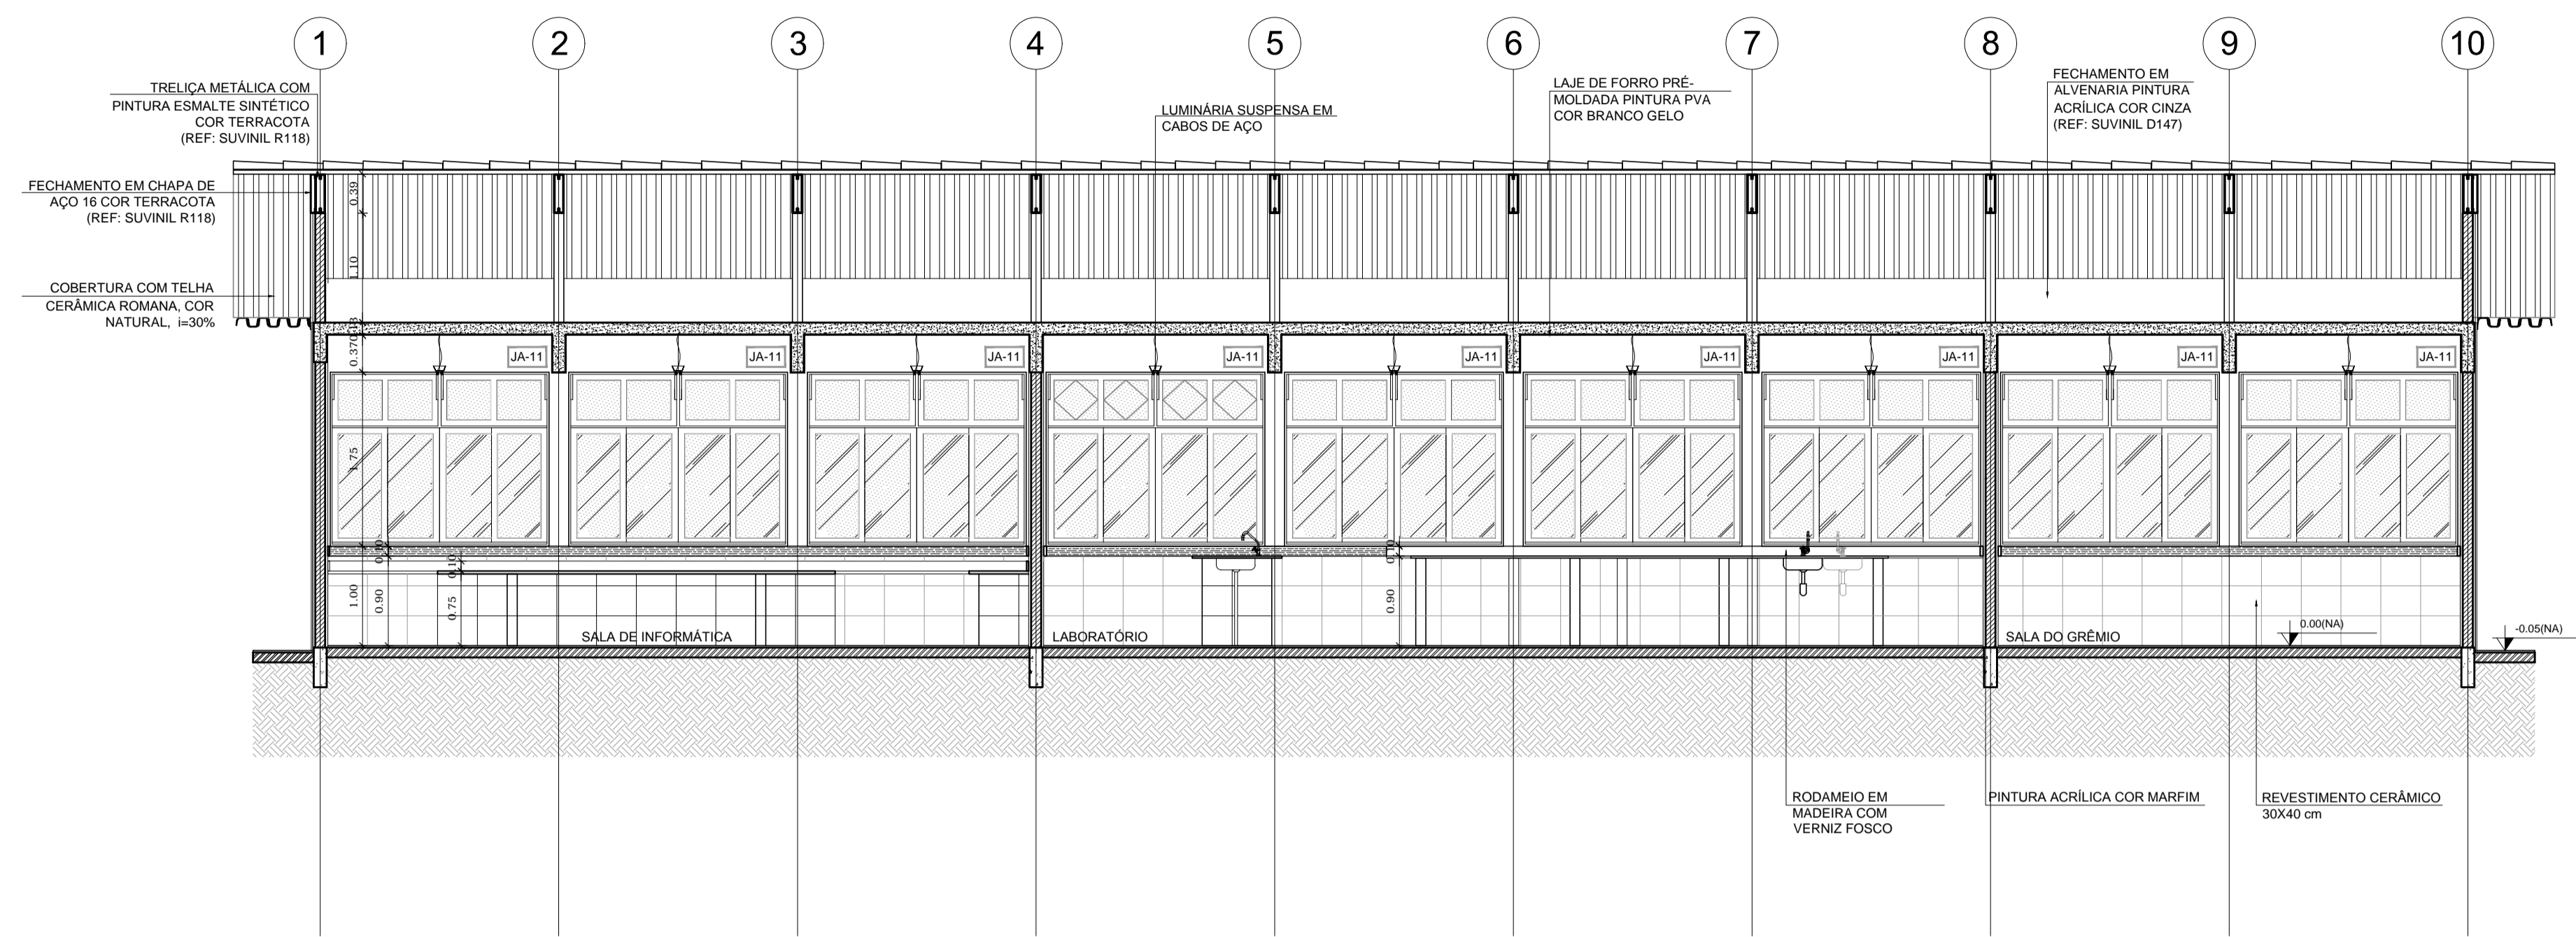 1 2 3 4 5 6 7 8 9 10
TRELIÇA METÁLICA COM
PINTURA ESMALTE SINTÉTICO
COR TERRACOTA
(REF: SUVINIL R118)
LUMINÁRIA SUSPENSA EM
CABOS DE AÇO
LAJE DE FORRO PRÉ-
MOLDADA PINTURA PVA
COR BRANCO GELO
FECHAMENTO EM
ALVENARIA PINTURA
ACRÍLICA COR CINZA
(REF: SUVINIL D147)
FECHAMENTO EM CHAPA DE
AÇO 16 COR TERRACOTA
(REF: SUVINIL R118)
COBERTURA COM TELHA
CERÂMICA ROMANA, COR
NATURAL, i=30%
0.39
1.10
0.37
JA-11 JA-11 JA-11 JA-11 JA-11 JA-11 JA-11 JA-11 JA-11
1.75
0.10
0.10
0.10
1.00
0.90
0.75
0.90
SALA DE INFORMÁTICA
LABORATÓRIO
SALA DO GRÊMIO
0.00(NA)
-0.05(NA)
RODAMEIO EM
MADEIRA COM
VERNIZ FOSCO
PINTURA ACRÍLICA COR MARFIM
REVESTIMENTO CERÂMICO
30X40 cm